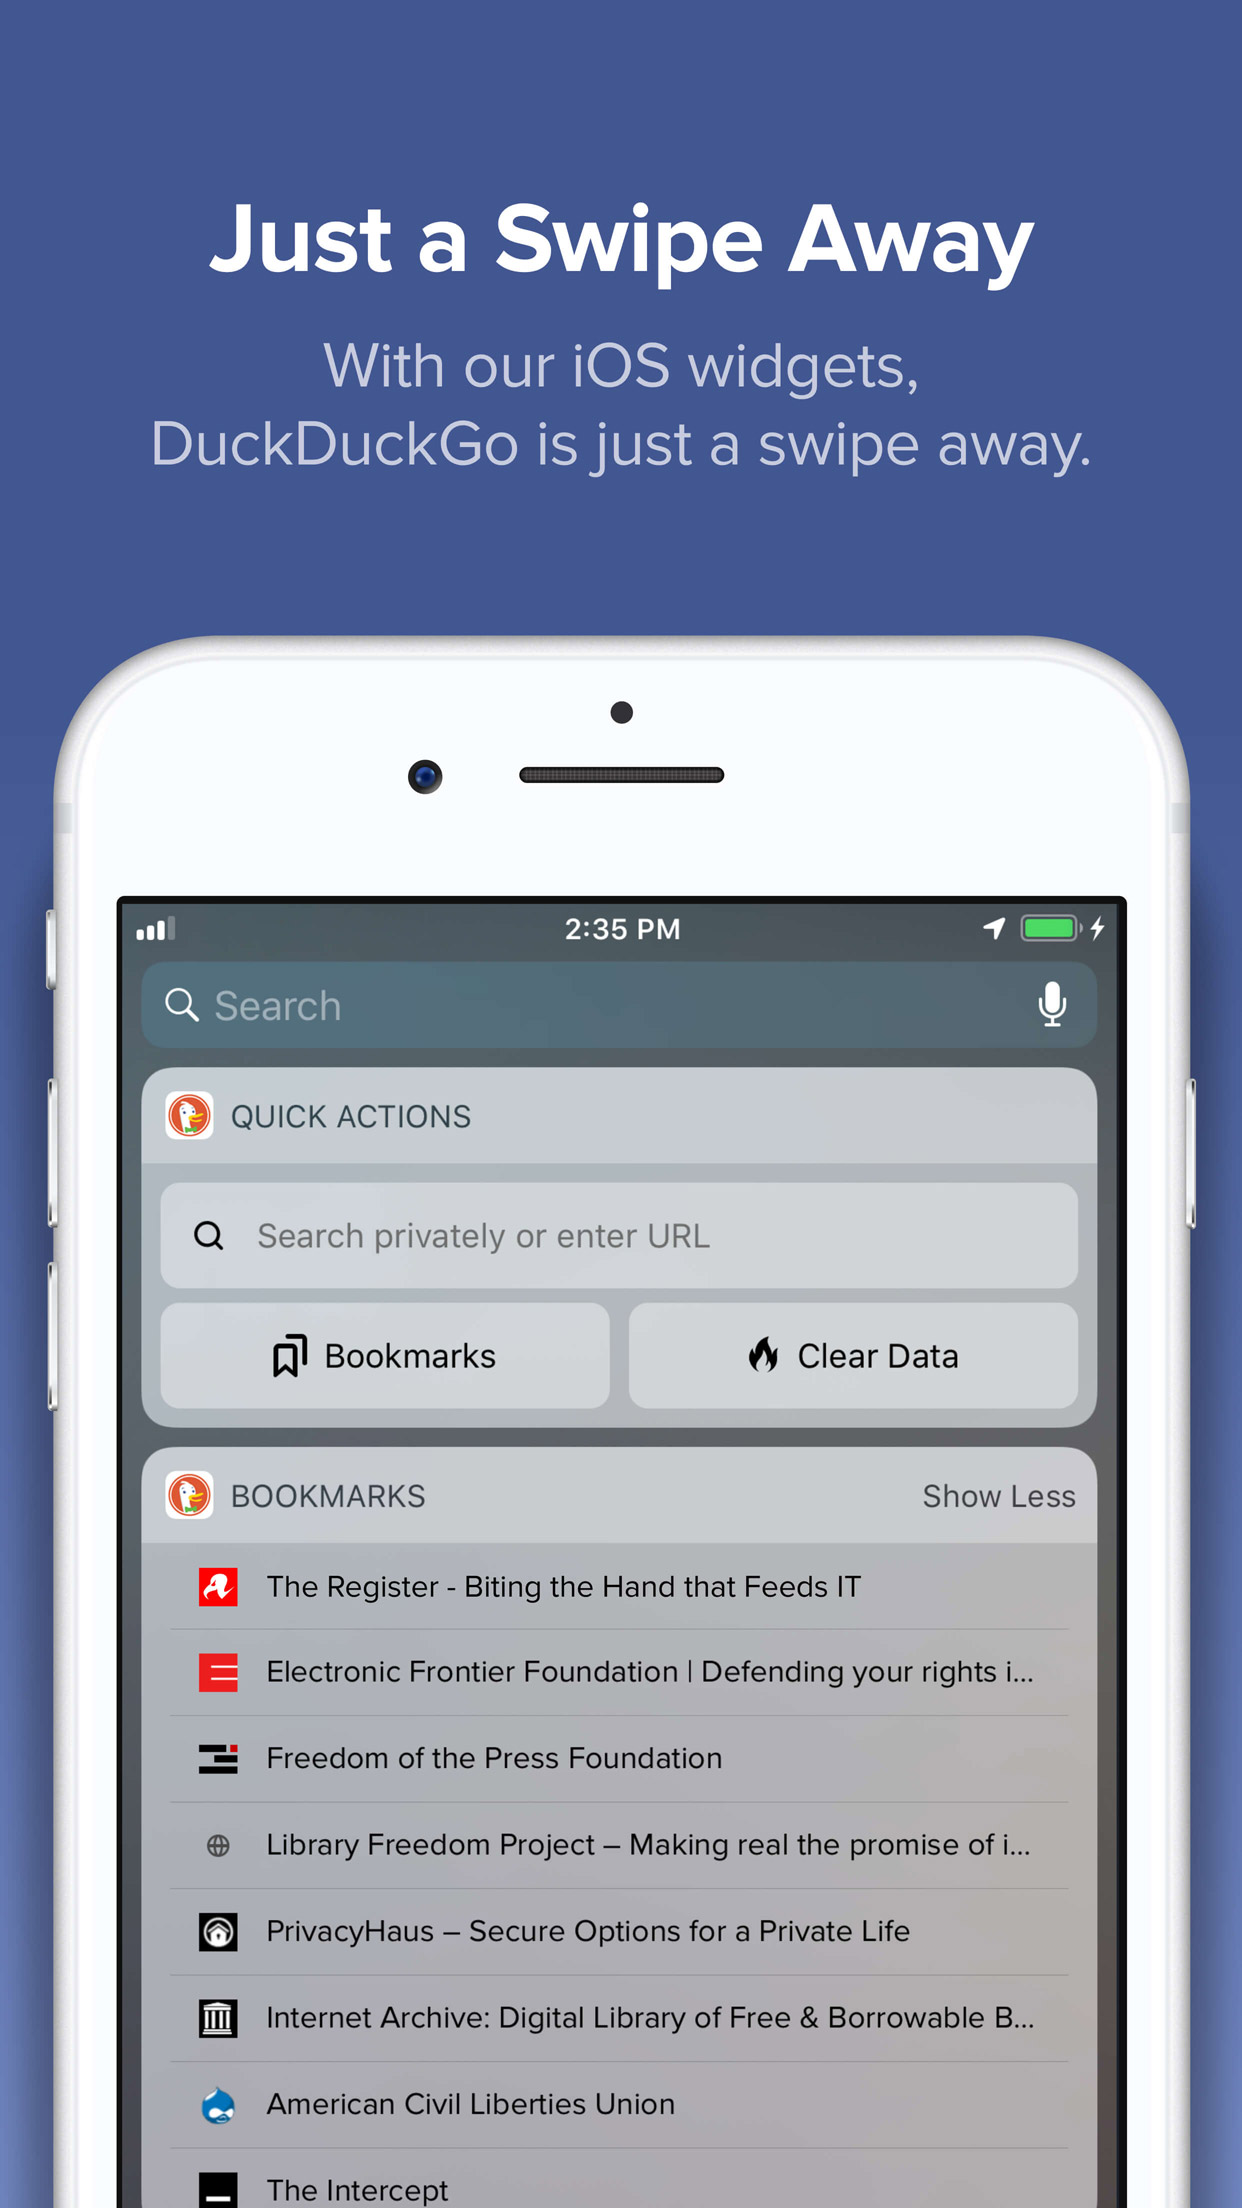 Just a Swipe Away
With our iOS widgets,
DuckDuckGo is just a swipe away.
2:35 PM
Search
QUICK ACTIONS
Search privately or enter URL
Bookmarks
Clear Data
BOOKMARKS
Show Less
The Register - Biting the Hand that Feeds IT
Electronic Frontier Foundation | Defending your rights i...
Freedom of the Press Foundation
Library Freedom Project – Making real the promise of i...
PrivacyHaus – Secure Options for a Private Life
Internet Archive: Digital Library of Free & Borrowable B...
American Civil Liberties Union
The Intercept